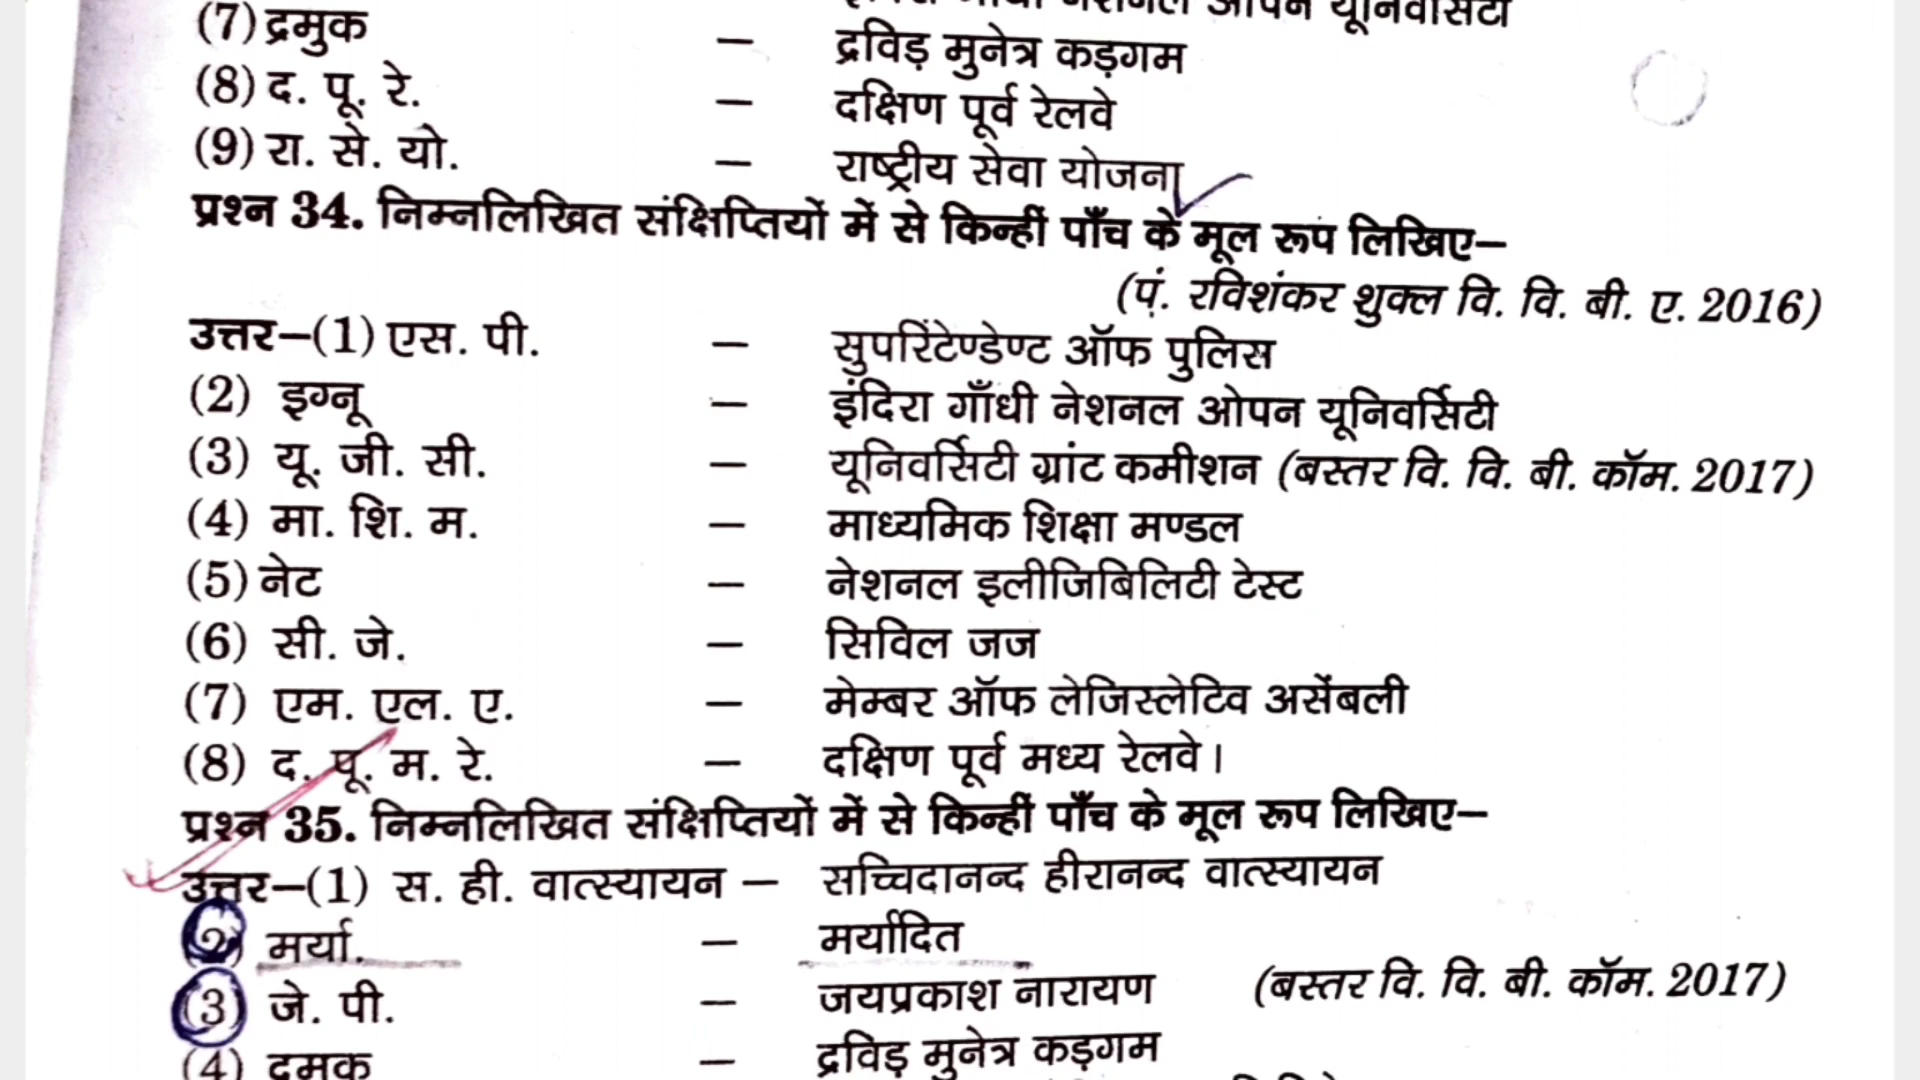 नेशनल ओपन यूनिवर्सिटी
(7) द्रमुक – द्रविड़ मुनेत्र कड़गम
(8) द. पू. रे. – दक्षिण पूर्व रेलवे
(9) रा. से. यो. – राष्ट्रीय सेवा योजना
प्रश्न 34. निम्नलिखित संक्षिप्तियों में से किन्हीं पाँच के मूल रूप लिखिए–
(पं. रविशंकर शुक्ल वि. वि. बी. ए. 2016)
उत्तर–(1) एस. पी. – सुपरिंटेण्डेण्ट ऑफ पुलिस
(2) इग्नू – इंदिरा गाँधी नेशनल ओपन यूनिवर्सिटी
(3) यू. जी. सी. – यूनिवर्सिटी ग्रांट कमीशन (बस्तर वि. वि. बी. कॉम. 2017)
(4) मा. शि. म. – माध्यमिक शिक्षा मण्डल
(5) नेट – नेशनल इलीजिबिलिटी टेस्ट
(6) सी. जे. – सिविल जज
(7) एम. एल. ए. – मेम्बर ऑफ लेजिस्लेटिव असेंबली
(8) द. पू. म. रे. – दक्षिण पूर्व मध्य रेलवे।
प्रश्न 35. निम्नलिखित संक्षिप्तियों में से किन्हीं पाँच के मूल रूप लिखिए–
उत्तर–(1) स. ही. वात्स्यायन – सच्चिदानन्द हीरानन्द वात्स्यायन
(2) मर्या. – मर्यादित
(3) जे. पी. – जयप्रकाश नारायण (बस्तर वि. वि. बी. कॉम. 2017)
(4) द्रमुक – द्रविड़ मुनेत्र कड़गम